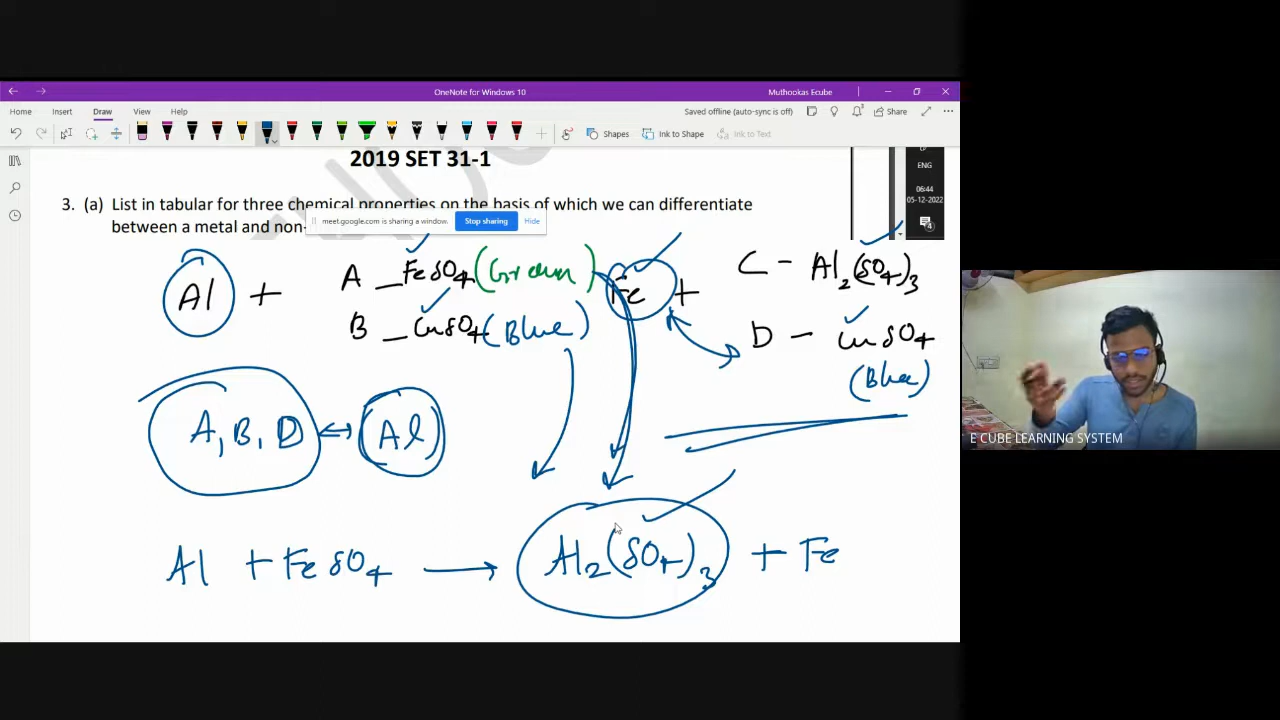 OneNote for Windows 10
Muthookas Ecube
Home Insert Draw View Help
Saved offline (auto-sync is off)
Share
Shapes
Ink to Shape
Ink to Text
2019 SET 31-1
ENG
06:44
05-12-2022
4
3. (a) List in tabular for three chemical properties on the basis of which we can differentiate
between a metal and non-
meet.google.com is sharing a window.
Stop sharing
Hide
Al + A - FeSO4 (Green) Fe + C - Al2(SO4)3
B - CuSO4 (Blue) D - CuSO4
(Blue)
A, B, D ↔ Al
E CUBE LEARNING SYSTEM
Al + FeSO4 → Al2(SO4)3 + Fe